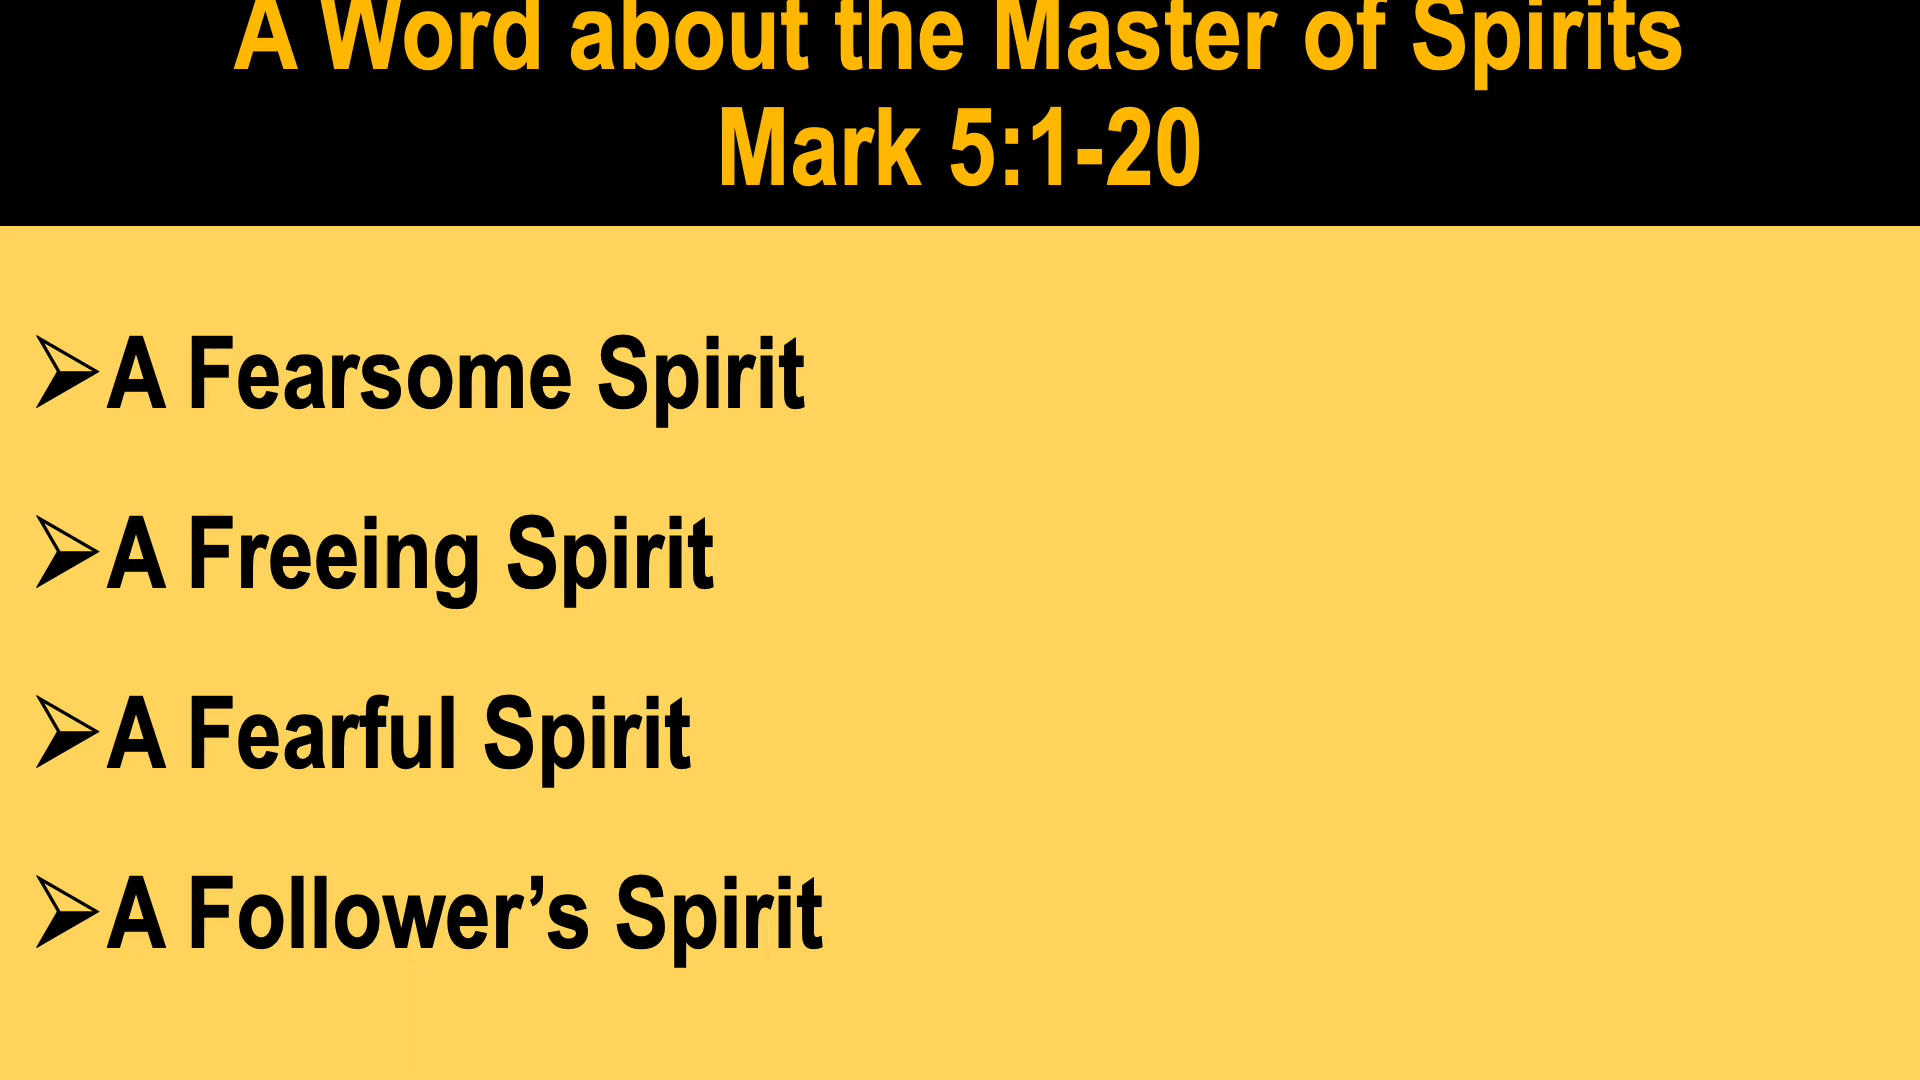 A Word about the Master of Spirits
Mark 5:1-20
➢A Fearsome Spirit
➢A Freeing Spirit
➢A Fearful Spirit
➢A Follower’s Spirit